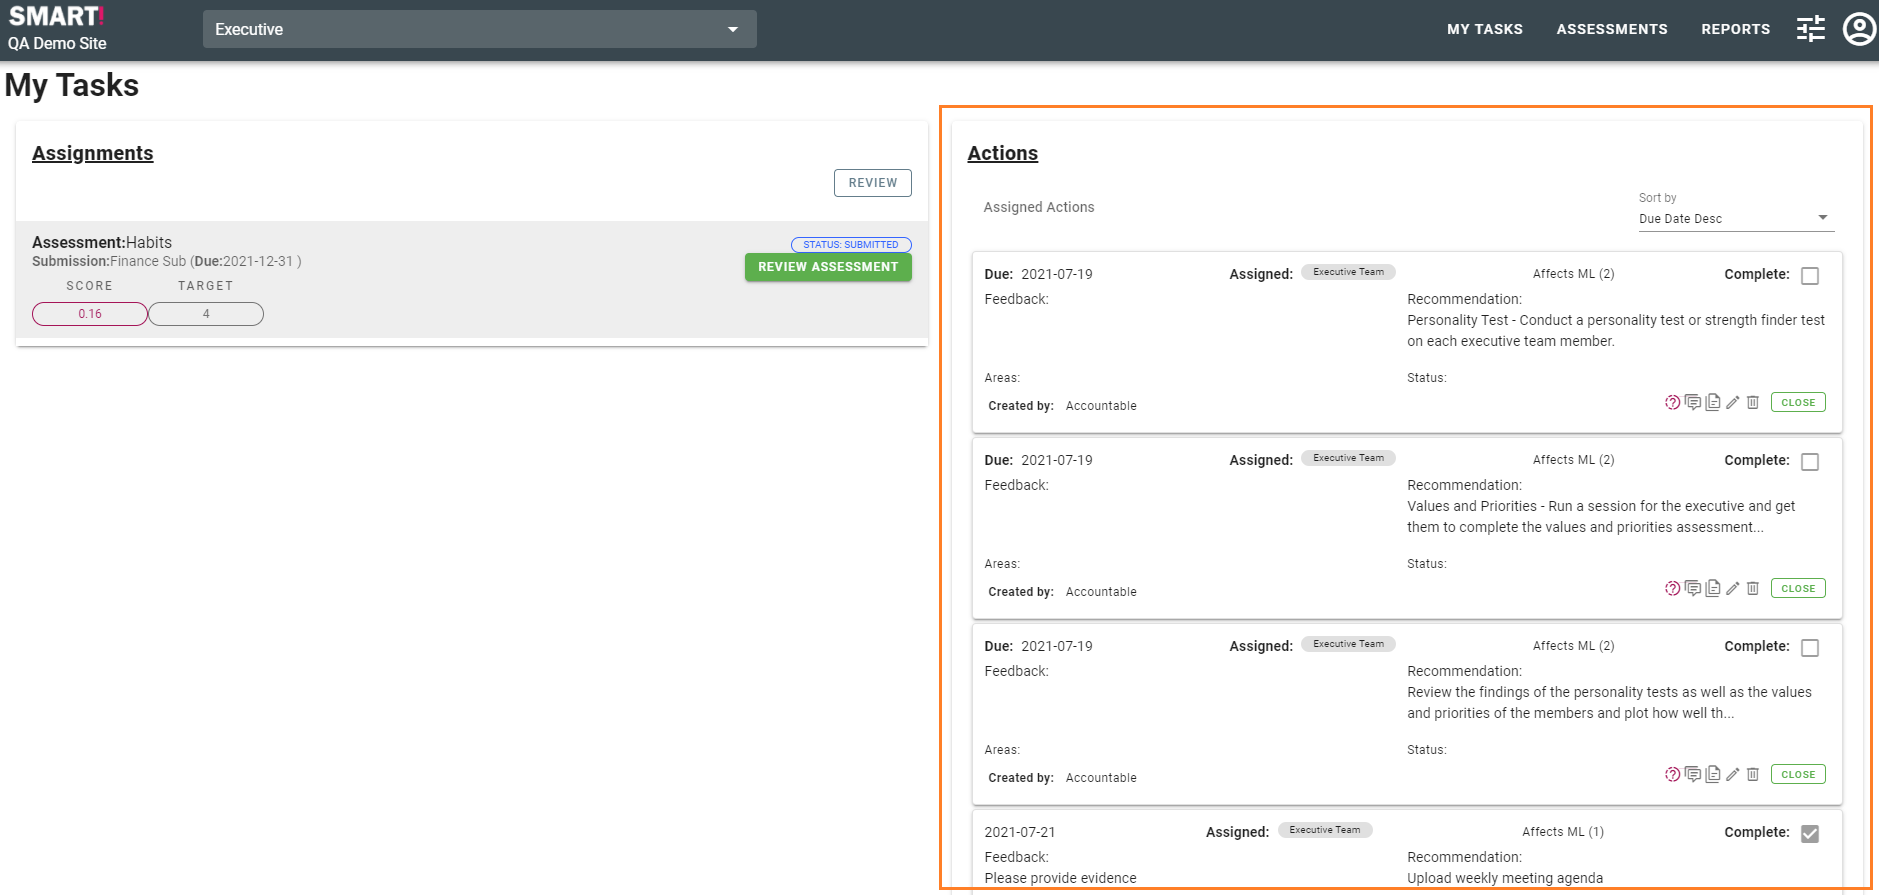 SMART!
QA Demo Site
Executive
MY TASKS
ASSESSMENTS
REPORTS
My Tasks
Assignments
REVIEW
Assessment:Habits
Submission:Finance Sub (Due:2021-12-31 )
STATUS: SUBMITTED
REVIEW ASSESSMENT
SCORE TARGET
0.16 4
Actions
Assigned Actions
Sort by
Due Date Desc
Due: 2021-07-19 Assigned: Executive Team Affects ML (2) Complete:
Feedback:
Recommendation:
Personality Test - Conduct a personality test or strength finder test
on each executive team member.
Areas:
Status:
Created by: Accountable
CLOSE
Due: 2021-07-19 Assigned: Executive Team Affects ML (2) Complete:
Feedback:
Recommendation:
Values and Priorities - Run a session for the executive and get
them to complete the values and priorities assessment...
Areas:
Status:
Created by: Accountable
CLOSE
Due: 2021-07-19 Assigned: Executive Team Affects ML (2) Complete:
Feedback:
Recommendation:
Review the findings of the personality tests as well as the values
and priorities of the members and plot how well th...
Areas:
Status:
Created by: Accountable
CLOSE
2021-07-21 Assigned: Executive Team Affects ML (1) Complete:
Feedback:
Please provide evidence
Recommendation:
Upload weekly meeting agenda